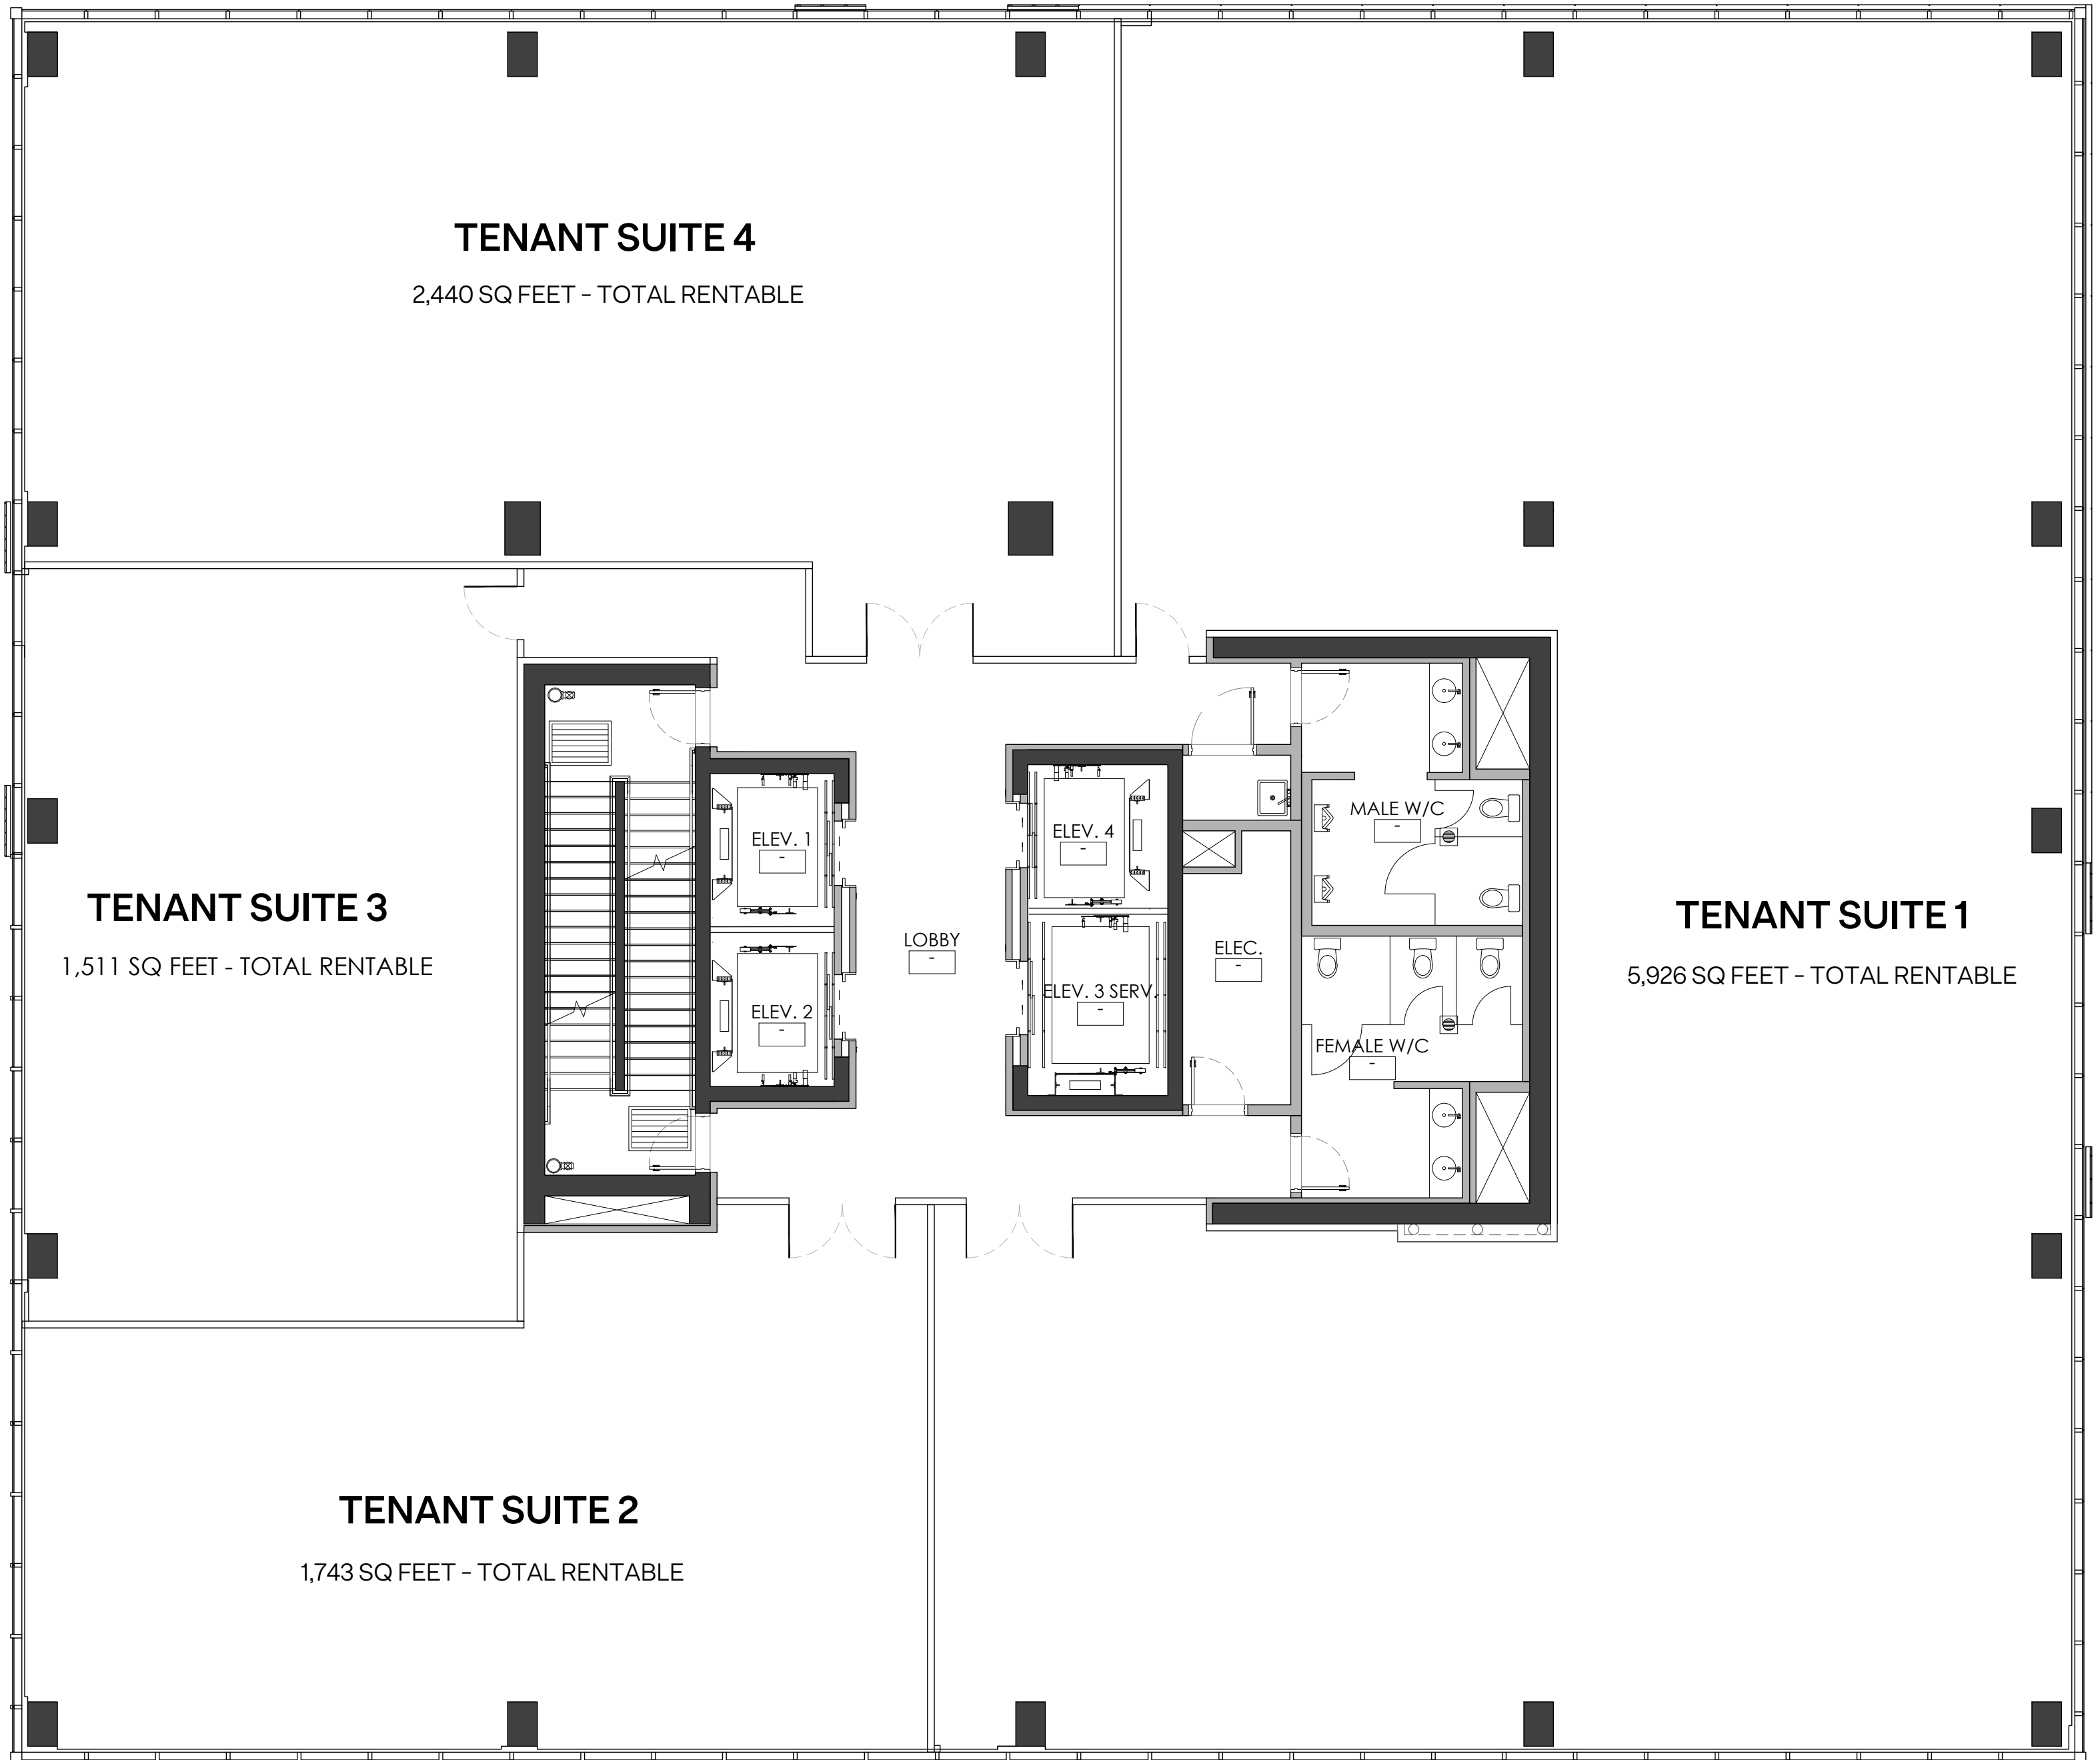 TENANT SUITE 4
2,440 SQ FEET - TOTAL RENTABLE
MALE W/C
ELEV. 4
ELEV. 1
TENANT SUITE 3
1,511 SQ FEET - TOTAL RENTABLE
LOBBY
ELEC.
TENANT SUITE 1
5,926 SQ FEET - TOTAL RENTABLE
ELEV. 3 SERV.
ELEV. 2
FEMALE W/C
TENANT SUITE 2
1,743 SQ FEET - TOTAL RENTABLE